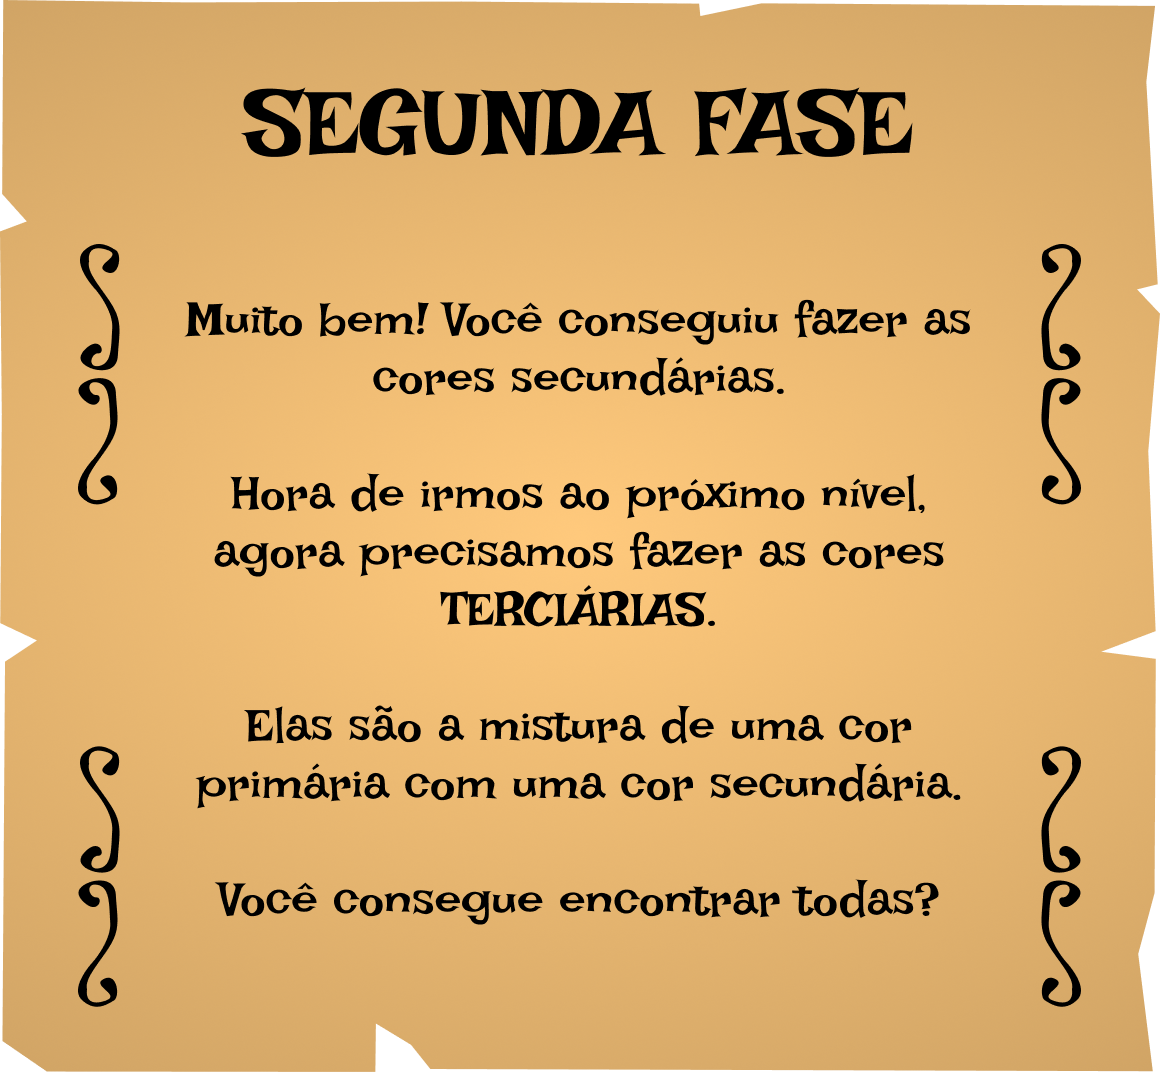 SEGUNDA FASE
Muito bem! Você conseguiu fazer as
cores secundárias.
Hora de irmos ao próximo nível,
agora precisamos fazer as cores
TERCIÁRIAS.
Elas são a mistura de uma cor
primária com uma cor secundária.
Você consegue encontrar todas?